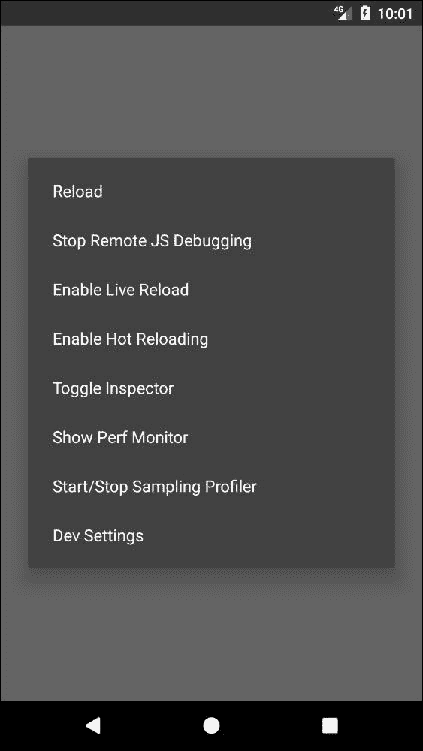 4G 10:01
Reload
Stop Remote JS Debugging
Enable Live Reload
Enable Hot Reloading
Toggle Inspector
Show Perf Monitor
Start/Stop Sampling Profiler
Dev Settings